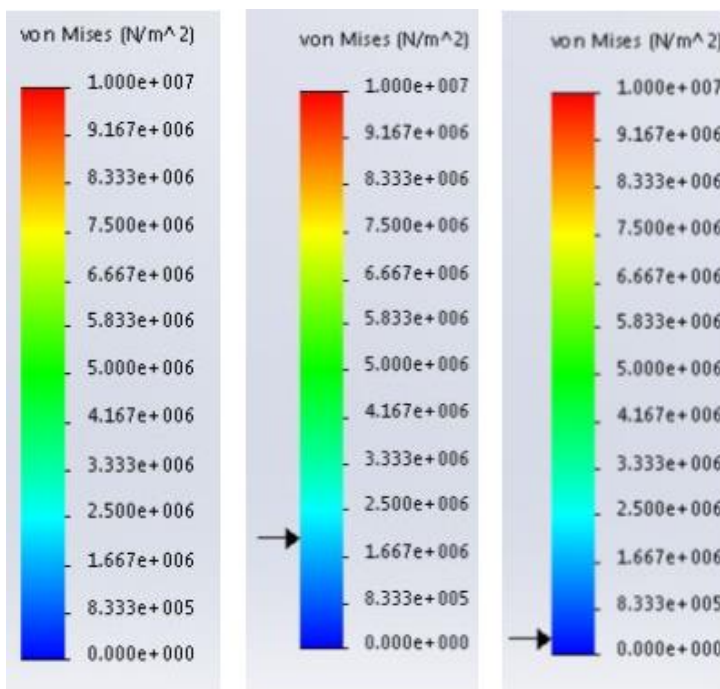 von Mises (N/m^2)
1.000e+007
9.167e+006
8.333e+006
7.500e+006
6.667e+006
5.833e+006
5.000e+006
4.167e+006
3.333e+006
2.500e+006
1.667e+006
8.333e+005
0.000e+000
von Mises (N/m^2)
1.000e+007
9.167e+006
8.333e+006
7.500e+006
6.667e+006
5.833e+006
5.000e+006
4.167e+006
3.333e+006
2.500e+006
1.667e+006
8.333e+005
0.000e+000
von Mises (N/m^2)
1.000e+007
9.167e+006
8.333e+006
7.500e+006
6.667e+006
5.833e+006
5.000e+006
4.167e+006
3.333e+006
2.500e+006
1.667e+006
8.333e+005
0.000e+000